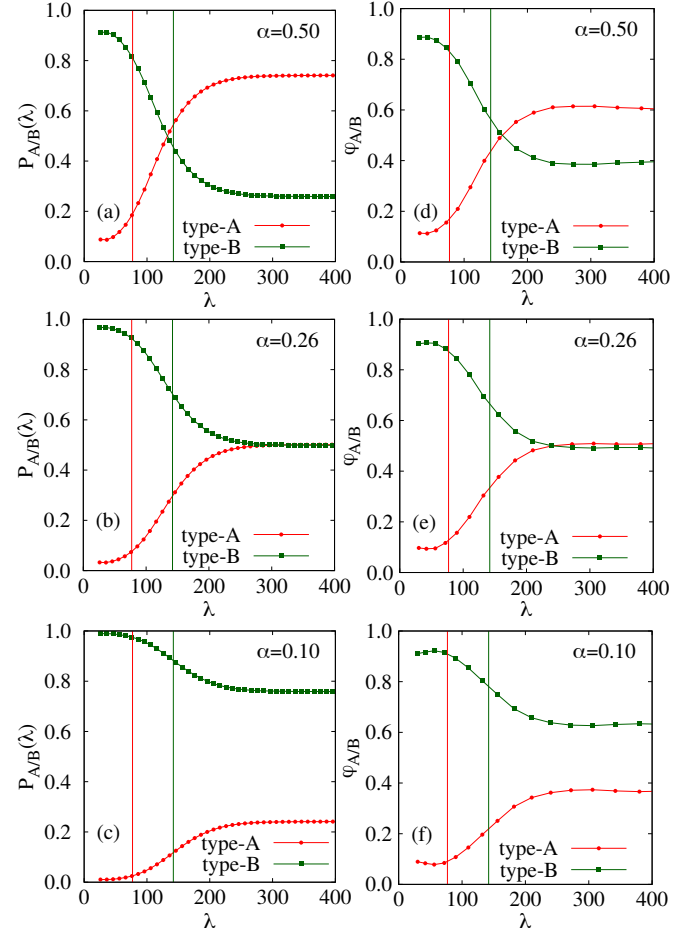 1.0
0.8
0.6
0.4
0.2
0.0
0
100
200
300
400
P_A/B(λ)
λ
α=0.50
(a)
type-A
type-B
1.0
0.8
0.6
0.4
0.2
0.0
0
100
200
300
400
φ_A/B
λ
α=0.50
(d)
type-A
type-B
1.0
0.8
0.6
0.4
0.2
0.0
0
100
200
300
400
P_A/B(λ)
λ
α=0.26
(b)
type-A
type-B
1.0
0.8
0.6
0.4
0.2
0.0
0
100
200
300
400
φ_A/B
λ
α=0.26
(e)
type-A
type-B
1.0
0.8
0.6
0.4
0.2
0.0
0
100
200
300
400
P_A/B(λ)
λ
α=0.10
(c)
type-A
type-B
1.0
0.8
0.6
0.4
0.2
0.0
0
100
200
300
400
φ_A/B
λ
α=0.10
(f)
type-A
type-B